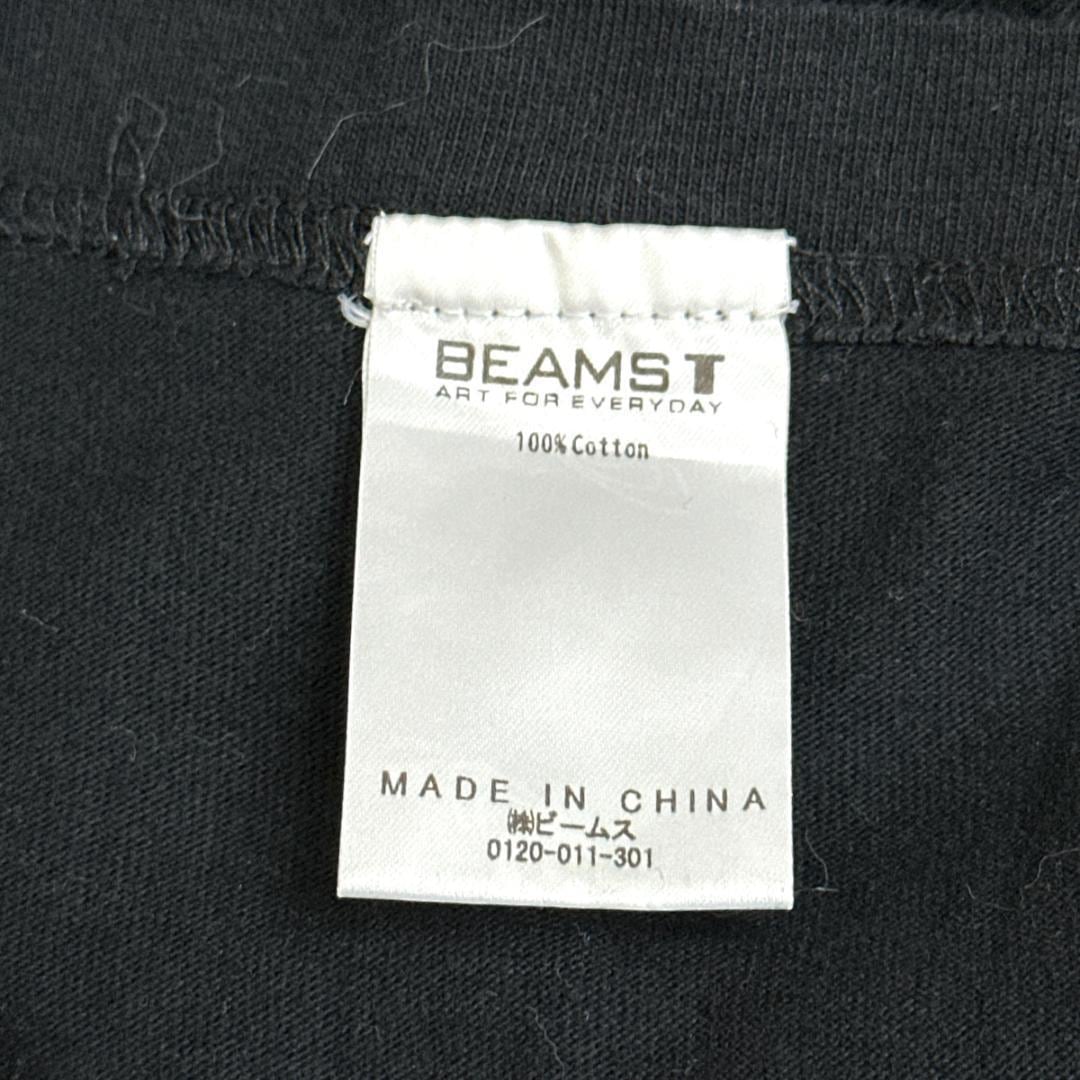 BEAMS T
ART FOR EVERYDAY
100% Cotton
MADE IN CHINA
㈱ビームス
0120-011-301